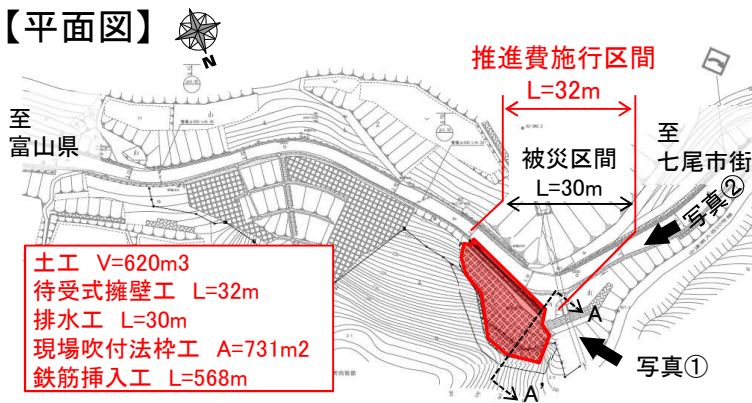 【平面図】
N
推進費施行区間
L=32m
至
富山県
被災区間
L=30m
至
七尾市街
写真②
土工 V=620m3
待受式擁壁工 L=32m
排水工 L=30m
現場吹付法枠工 A=731m2
鉄筋挿入工 L=568m
A
写真①
A'